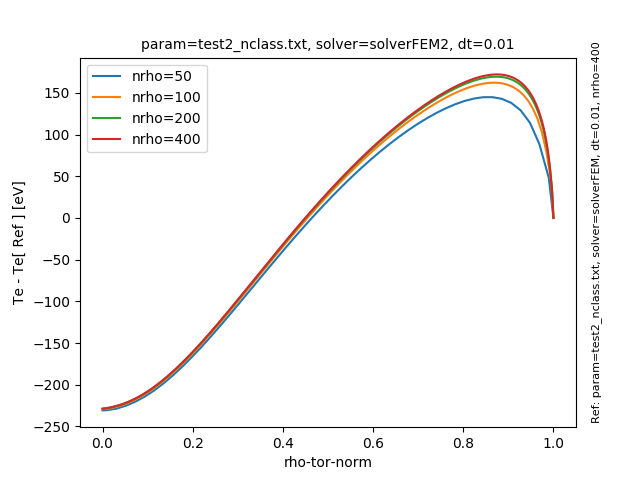 param=test2_nclass.txt, solver=solverFEM2, dt=0.01
nrho=50
nrho=100
nrho=200
nrho=400
150
100
50
0
−50
−100
−150
−200
−250
Te - Te[ Ref ] [eV]
0.0 0.2 0.4 0.6 0.8 1.0
rho-tor-norm
Ref: param=test2_nclass.txt, solver=solverFEM, dt=0.01, nrho=400